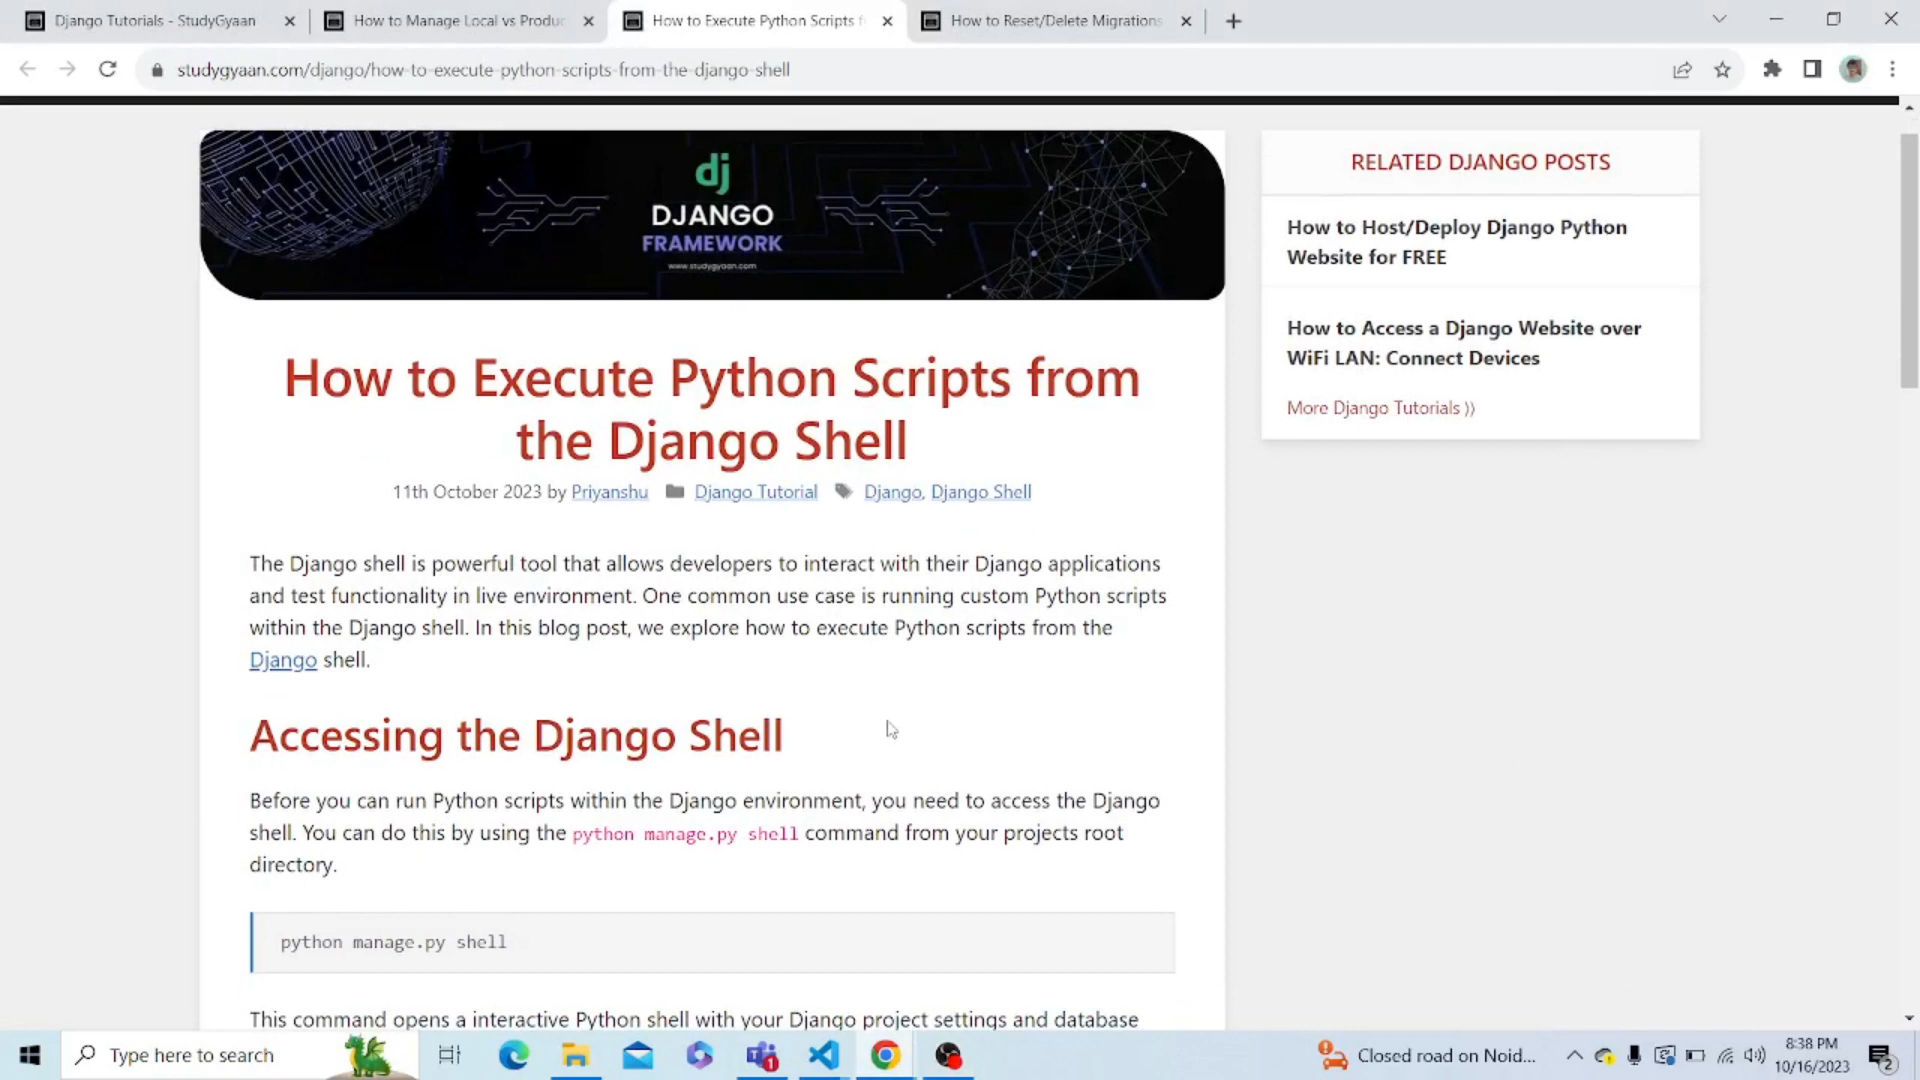 Django Tutorials - StudyGyaan
How to Manage Local vs Produc
How to Execute Python Scripts f
How to Reset/Delete Migrations
studygyaan.com/django/how-to-execute-python-scripts-from-the-django-shell
dj
DJANGO
FRAMEWORK
www.studygyaan.com
RELATED DJANGO POSTS
How to Host/Deploy Django Python
Website for FREE
How to Access a Django Website over
WiFi LAN: Connect Devices
More Django Tutorials ⟩⟩
How to Execute Python Scripts from
the Django Shell
11th October 2023 by Priyanshu Django Tutorial Django, Django Shell
The Django shell is powerful tool that allows developers to interact with their Django applications
and test functionality in live environment. One common use case is running custom Python scripts
within the Django shell. In this blog post, we explore how to execute Python scripts from the
Django shell.
Accessing the Django Shell
Before you can run Python scripts within the Django environment, you need to access the Django
shell. You can do this by using the python manage.py shell command from your projects root
directory.
python manage.py shell
This command opens a interactive Python shell with your Django project settings and database
Type here to search
1
Closed road on Noid...
8:38 PM
10/16/2023
2